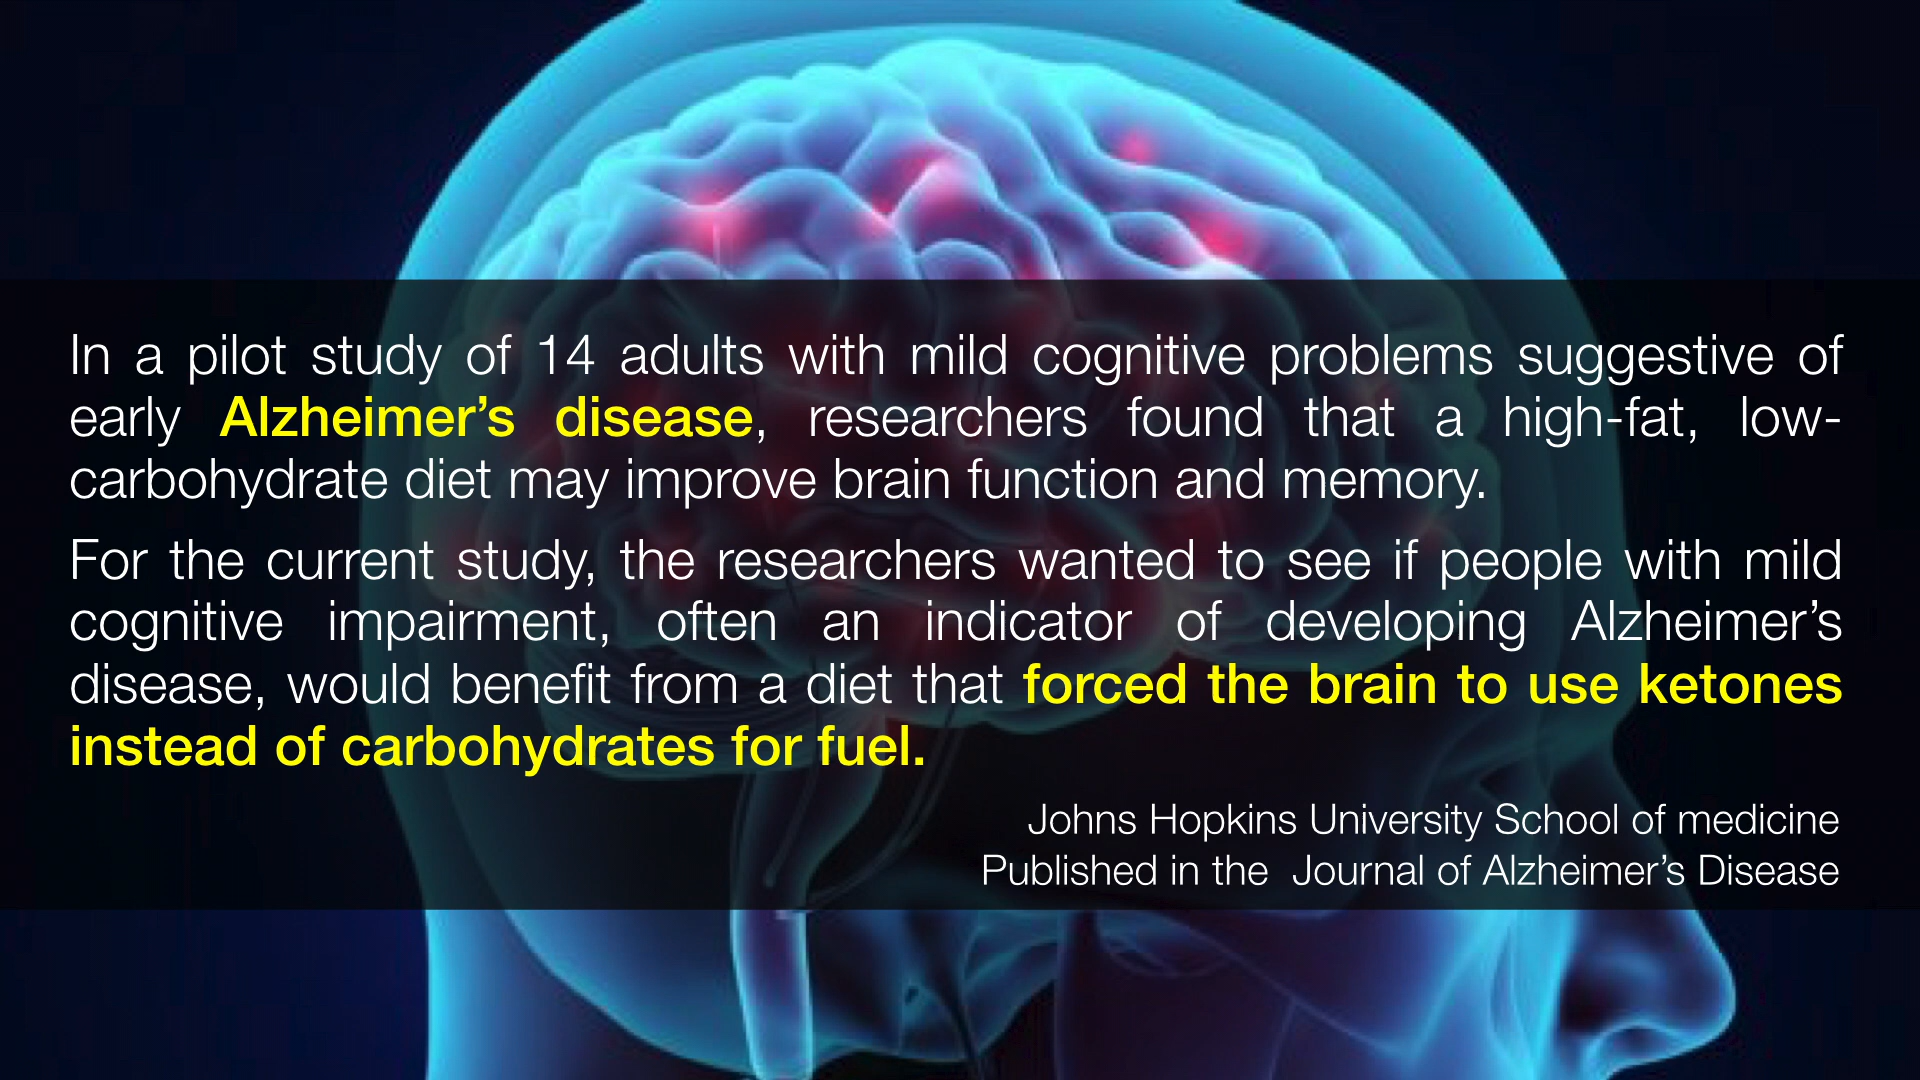 In a pilot study of 14 adults with mild cognitive problems suggestive of
early Alzheimer’s disease, researchers found that a high-fat, low-
carbohydrate diet may improve brain function and memory.
For the current study, the researchers wanted to see if people with mild
cognitive impairment, often an indicator of developing Alzheimer’s
disease, would benefit from a diet that forced the brain to use ketones
instead of carbohydrates for fuel.
Johns Hopkins University School of medicine
Published in the  Journal of Alzheimer’s Disease